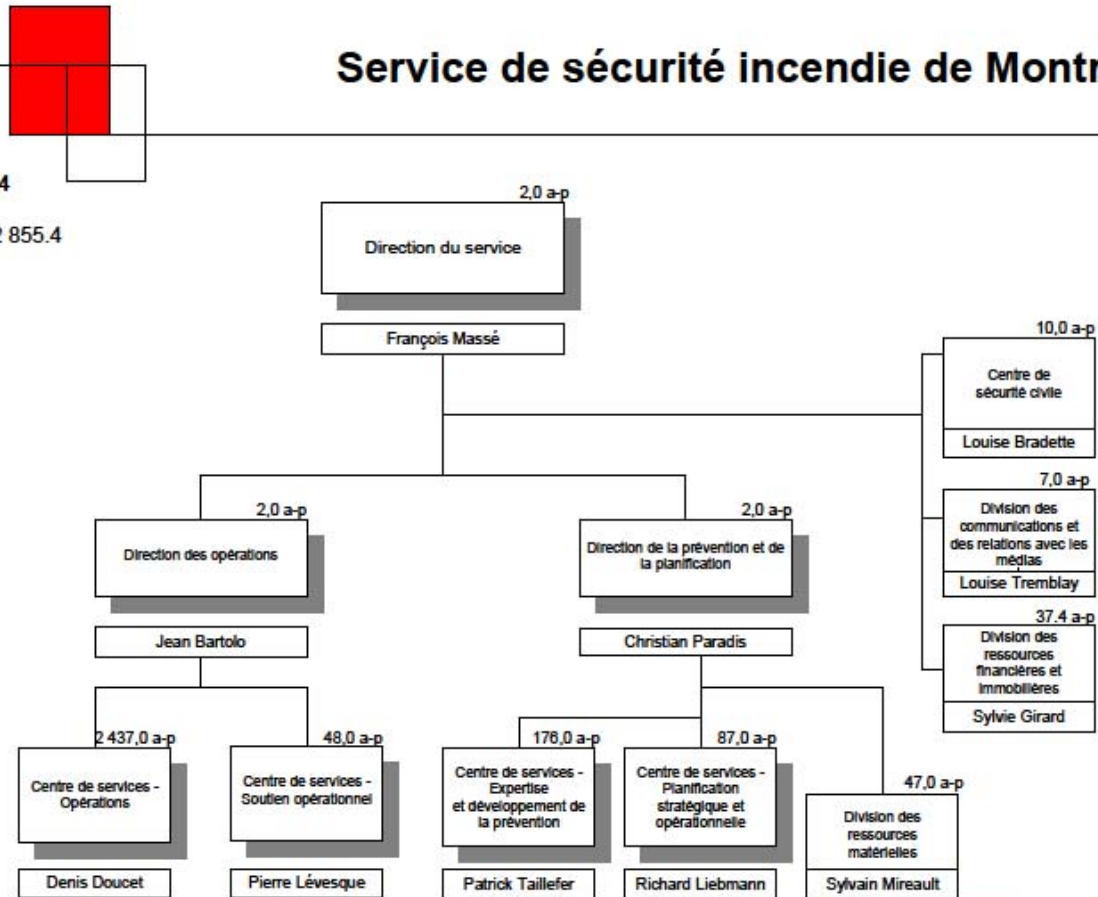 Service de sécurité incendie de Montr
4
2 855.4
2,0 a-p
Direction du service
François Massé
10,0 a-p
Centre de
sécurité civile
Louise Bradette
7,0 a-p
Division des
communications et
des relations avec les
médias
Louise Tremblay
37.4 a-p
Division des
ressources
financières et
immobilières
Sylvie Girard
2,0 a-p
Direction des opérations
Jean Bartolo
2,0 a-p
Direction de la prévention et de
la planification
Christian Paradis
2 437,0 a-p
Centre de services -
Opérations
Denis Doucet
48,0 a-p
Centre de services -
Soutien opérationnel
Pierre Lévesque
176,0 a-p
Centre de services -
Expertise
et développement de
la prévention
Patrick Taillefer
87,0 a-p
Centre de services -
Planification
stratégique et
opérationnelle
Richard Liebmann
47,0 a-p
Division des
ressources
matérielles
Sylvain Mireault